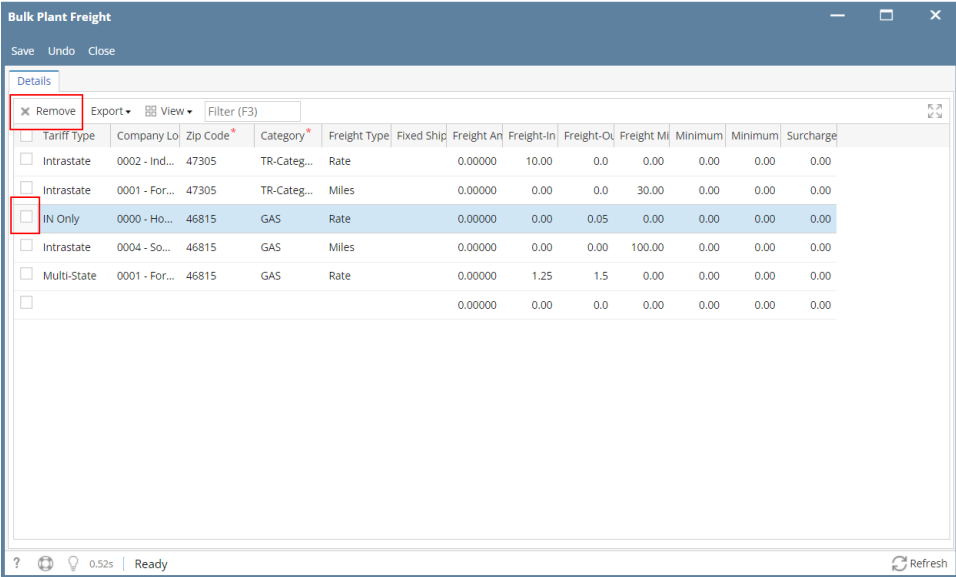 Bulk Plant Freight
Save Undo Close
Details
Remove Export View Filter (F3)
Tariff Type Company Lo Zip Code* Category* Freight Type Fixed Ship Freight An Freight-In Freight-Ou Freight Mi Minimum Minimum Surcharge
Intrastate 0002 - Ind... 47305 TR-Categ... Rate 0.00000 10.00 0.0 0.00 0.00 0.00 0.00
Intrastate 0001 - For... 47305 TR-Categ... Miles 0.00000 0.00 0.0 30.00 0.00 0.00 0.00
IN Only 0000 - Ho... 46815 GAS Rate 0.00000 0.00 0.05 0.00 0.00 0.00 0.00
Intrastate 0004 - So... 46815 GAS Miles 0.00000 0.00 0.00 100.00 0.00 0.00 0.00
Multi-State 0001 - For... 46815 GAS Rate 0.00000 1.25 1.5 0.00 0.00 0.00 0.00
0.00000 0.00 0.0 0.00 0.00 0.00 0.00
? 0.52s Ready Refresh